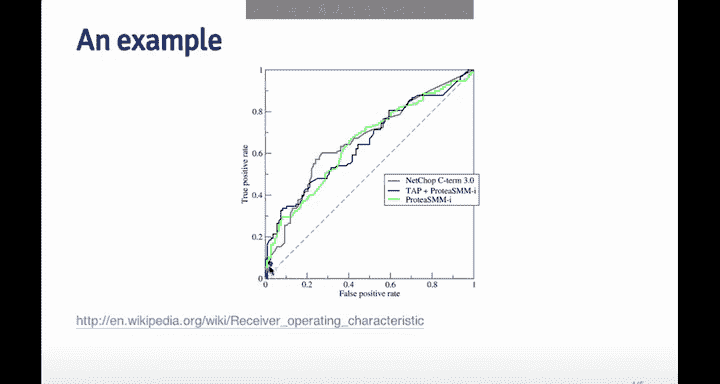 An example
1
0.8
0.6
0.4
0.2
0
0
0.2
0.4
0.6
0.8
1
True positive rate
False positive rate
NetChop C-term 3.0
TAP + ProteaSMM-i
ProteaSMM-i
http://en.wikipedia.org/wiki/Receiver_operating_characteristic